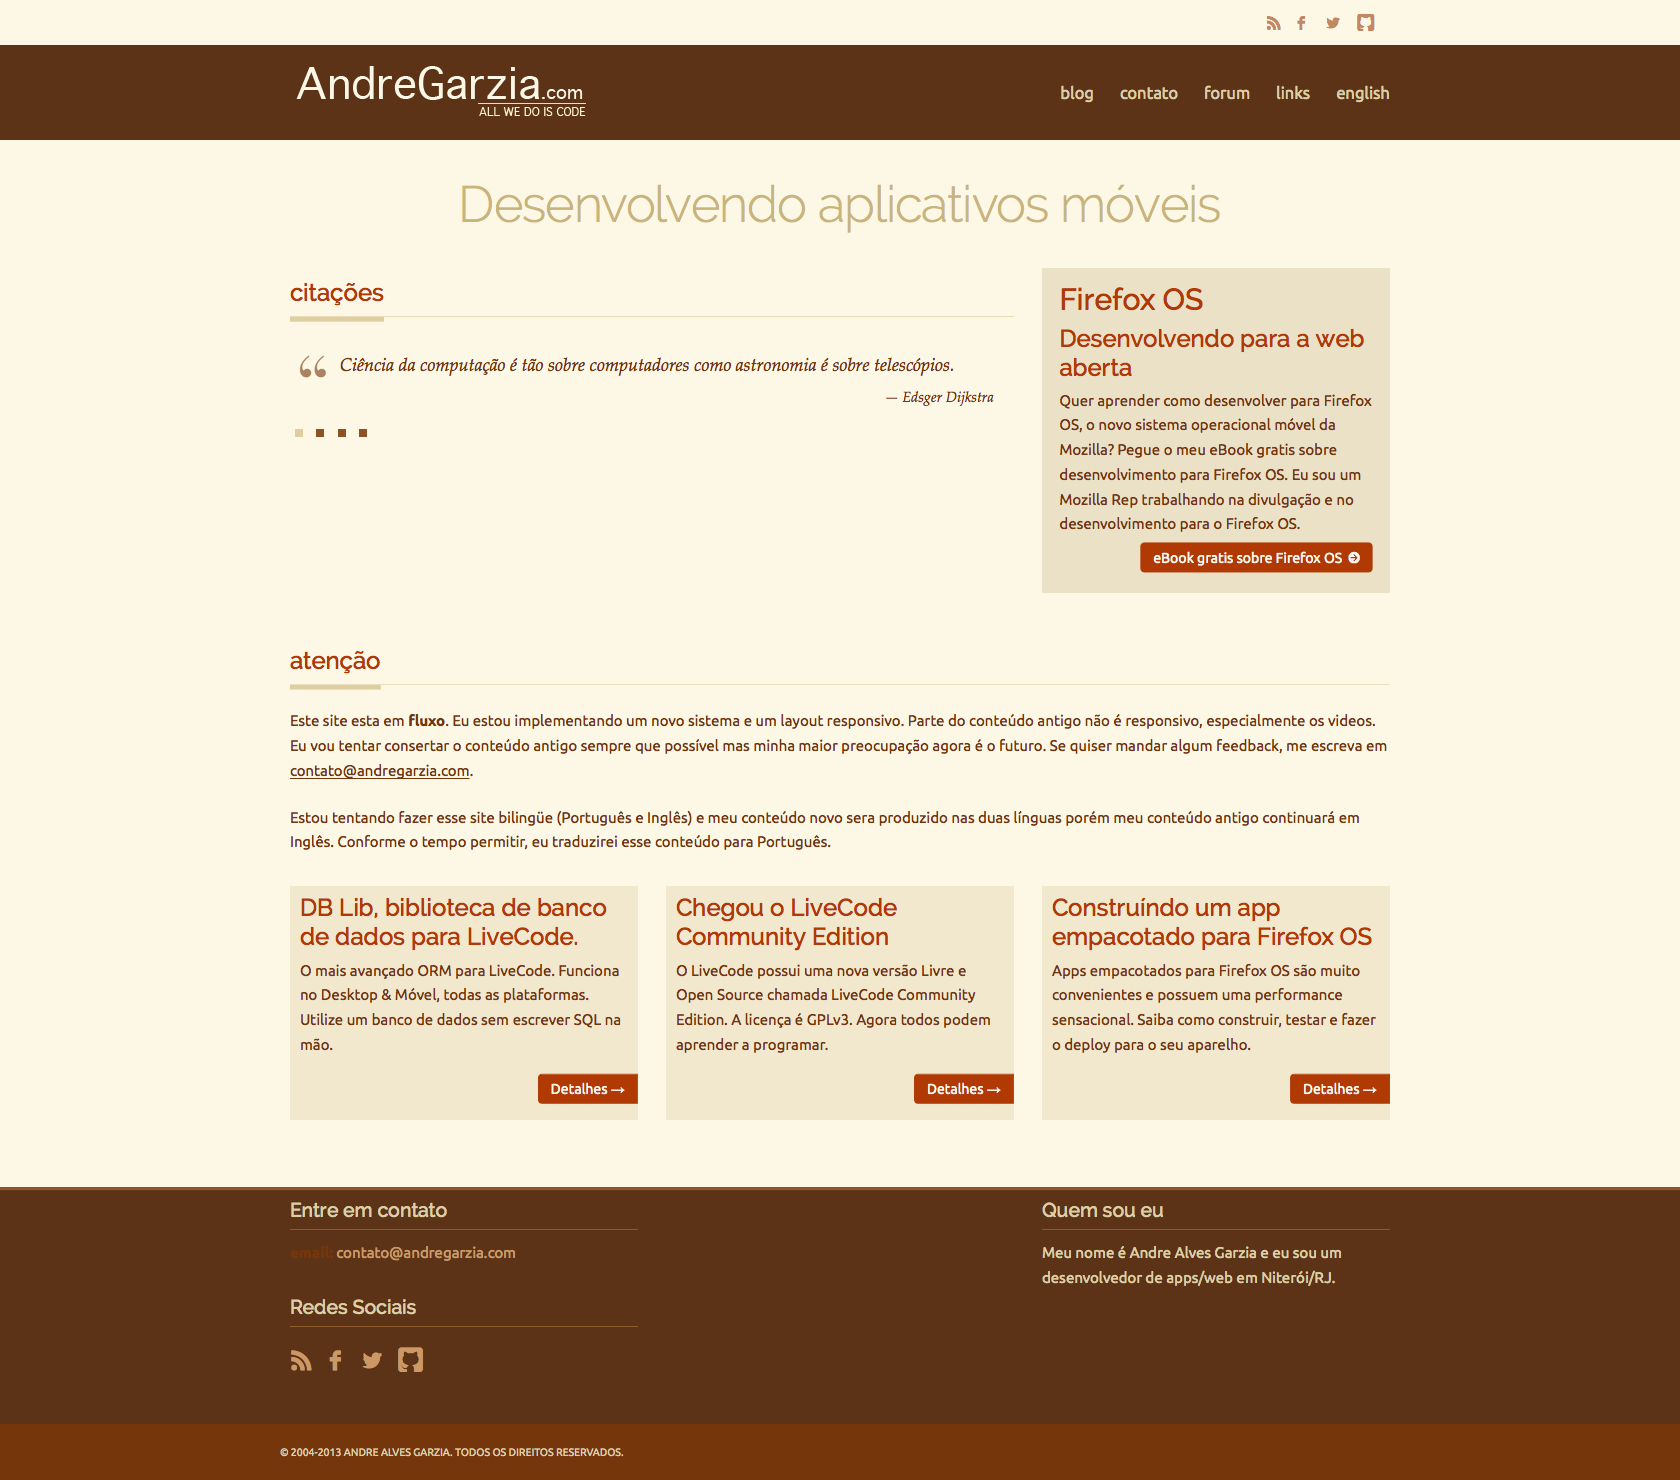 AndreGarzia.com
ALL WE DO IS CODE
blog contato forum links english
Desenvolvendo aplicativos móveis
citações
“ Ciência da computação é tão sobre computadores como astronomia é sobre telescópios.
— Edsger Dijkstra
Firefox OS
Desenvolvendo para a web
aberta
Quer aprender como desenvolver para Firefox
OS, o novo sistema operacional móvel da
Mozilla? Pegue o meu eBook gratis sobre
desenvolvimento para Firefox OS. Eu sou um
Mozilla Rep trabalhando na divulgação e no
desenvolvimento para o Firefox OS.
eBook gratis sobre Firefox OS
atenção
Este site esta em fluxo. Eu estou implementando um novo sistema e um layout responsivo. Parte do conteúdo antigo não é responsivo, especialmente os videos.
Eu vou tentar consertar o conteúdo antigo sempre que possível mas minha maior preocupação agora é o futuro. Se quiser mandar algum feedback, me escreva em
contato@andregarzia.com.
Estou tentando fazer esse site bilingüe (Português e Inglês) e meu conteúdo novo sera produzido nas duas línguas porém meu conteúdo antigo continuará em
Inglês. Conforme o tempo permitir, eu traduzirei esse conteúdo para Português.
DB Lib, biblioteca de banco
de dados para LiveCode.
O mais avançado ORM para LiveCode. Funciona
no Desktop & Móvel, todas as plataformas.
Utilize um banco de dados sem escrever SQL na
mão.
Detalhes →
Chegou o LiveCode
Community Edition
O LiveCode possui uma nova versão Livre e
Open Source chamada LiveCode Community
Edition. A licença é GPLv3. Agora todos podem
aprender a programar.
Detalhes →
Construíndo um app
empacotado para Firefox OS
Apps empacotados para Firefox OS são muito
convenientes e possuem uma performance
sensacional. Saiba como construir, testar e fazer
o deploy para o seu aparelho.
Detalhes →
Entre em contato
email: contato@andregarzia.com
Redes Sociais
Quem sou eu
Meu nome é Andre Alves Garzia e eu sou um
desenvolvedor de apps/web em Niterói/RJ.
© 2004-2013 ANDRE ALVES GARZIA. TODOS OS DIREITOS RESERVADOS.